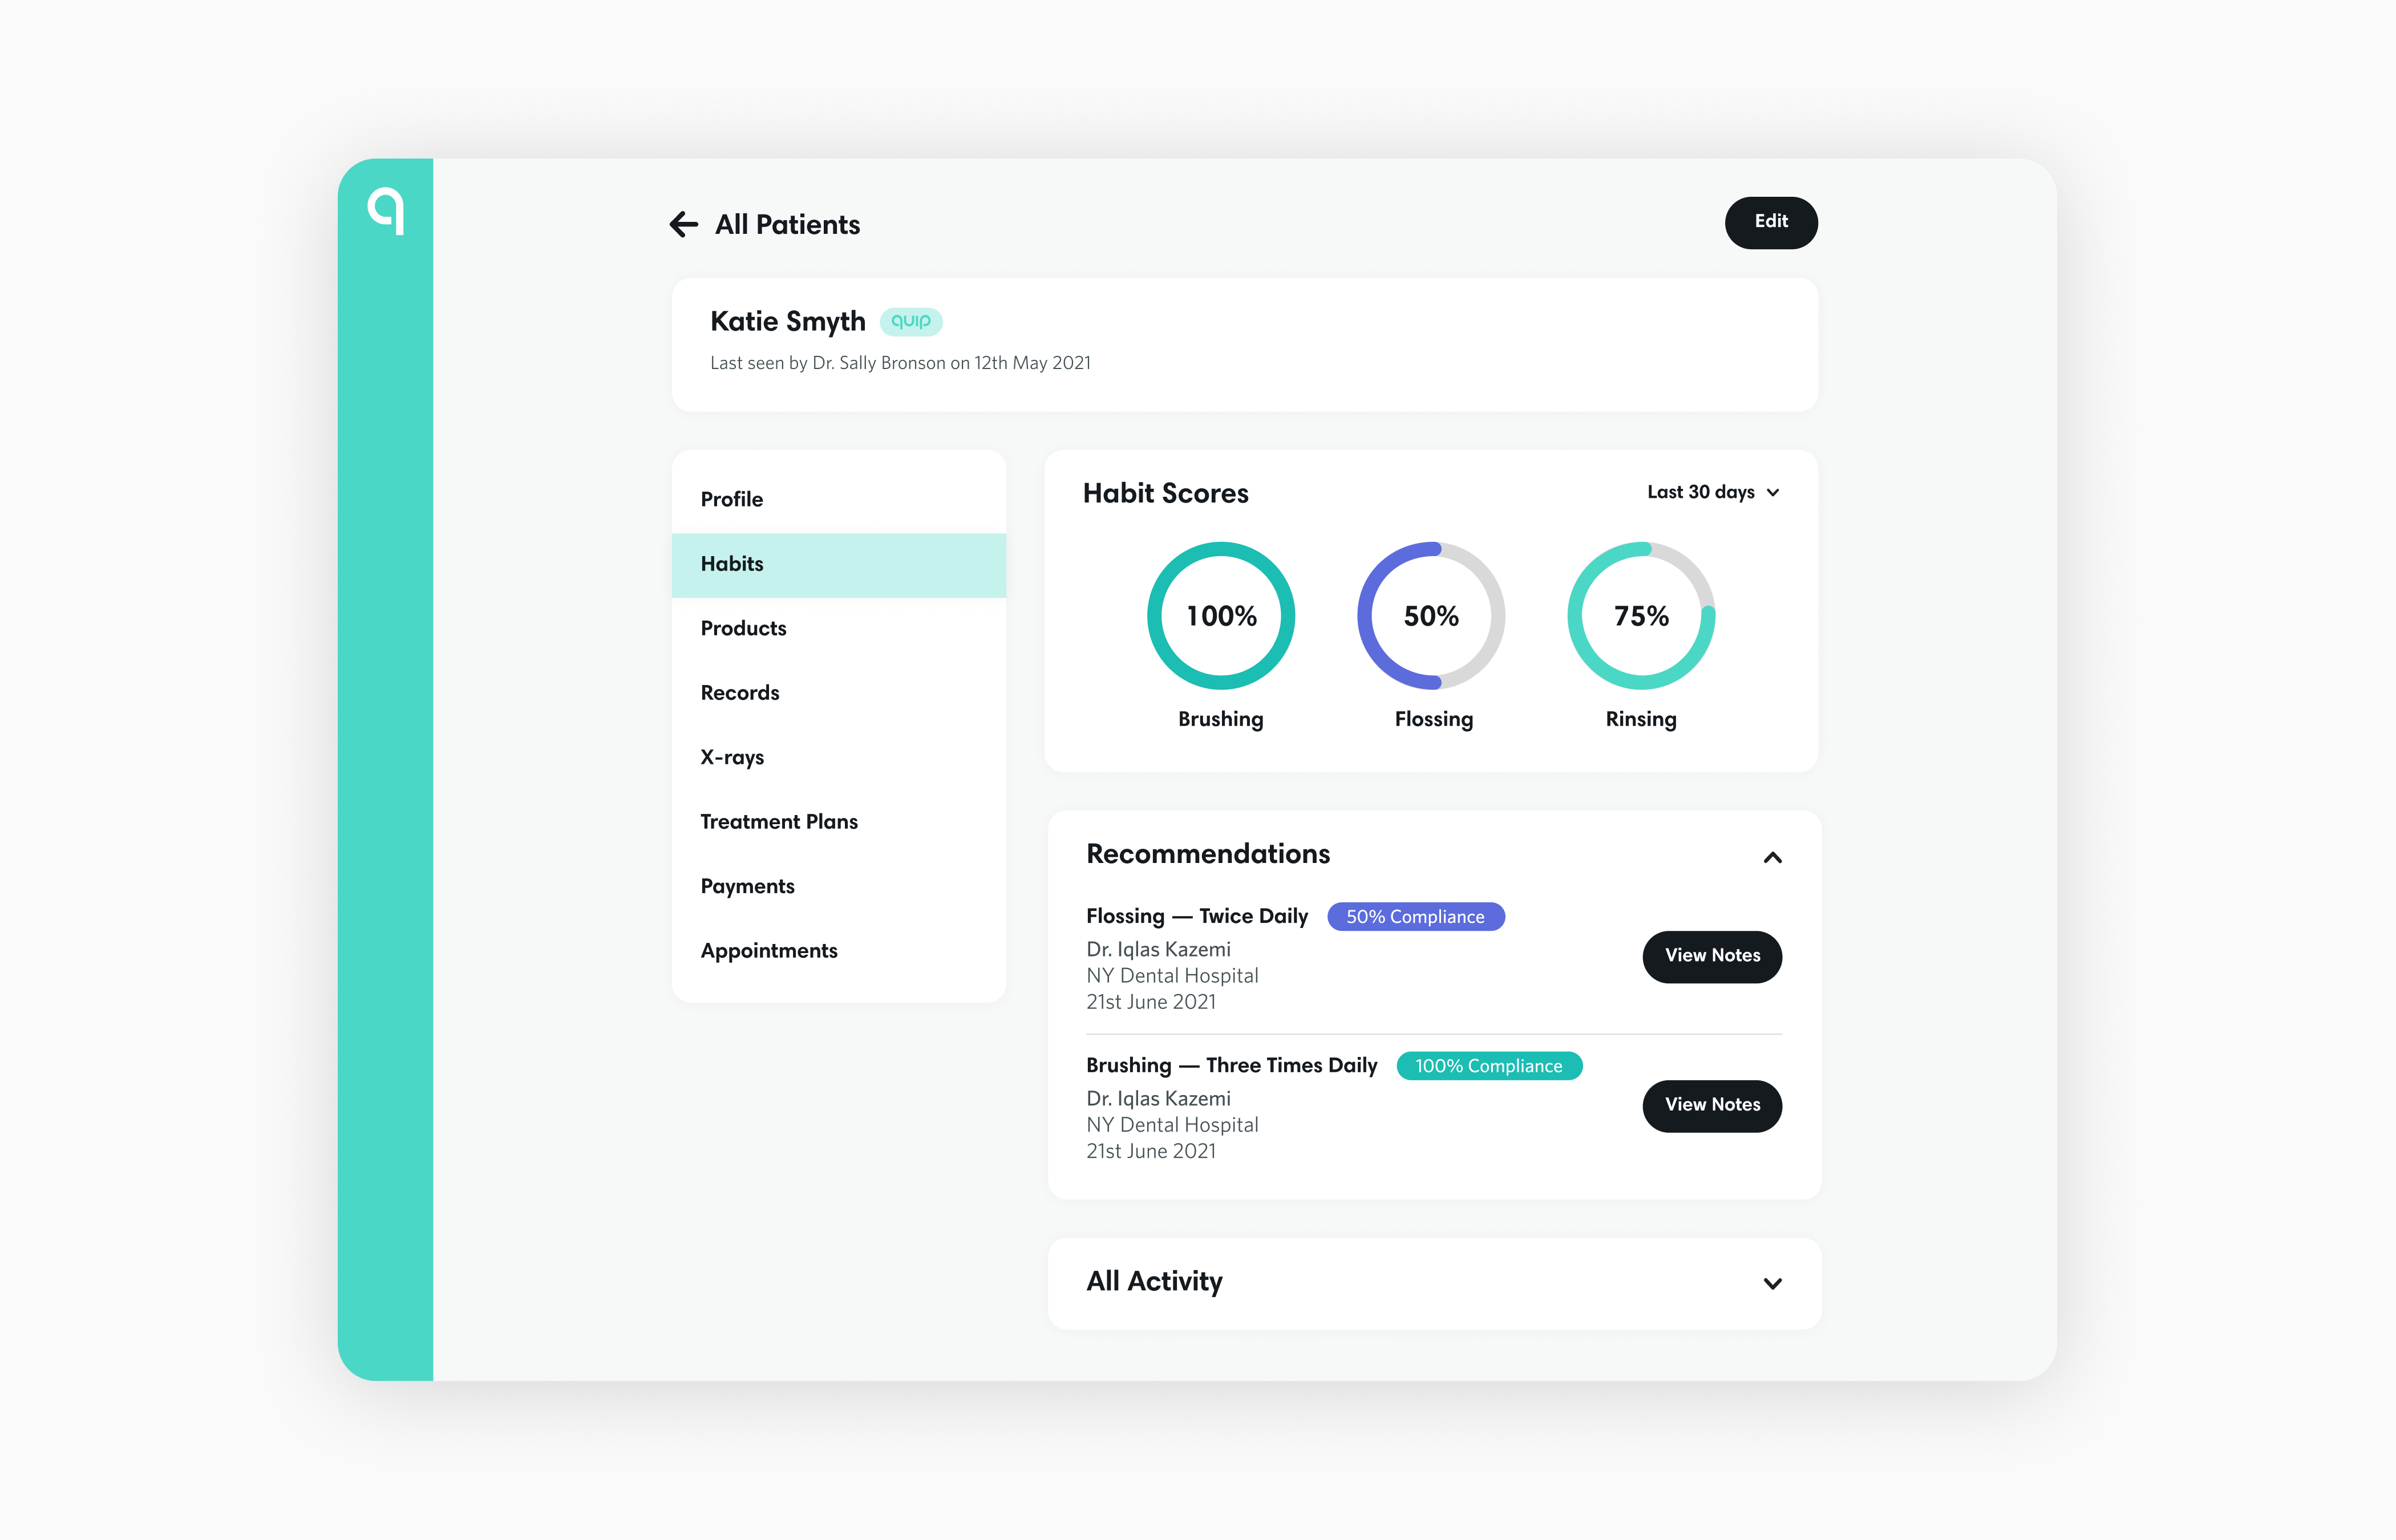 q
All Patients
Edit
Katie Smyth quip
Last seen by Dr. Sally Bronson on 12th May 2021
Profile
Habits
Products
Records
X-rays
Treatment Plans
Payments
Appointments
Habit Scores
Last 30 days
100%
50%
75%
Brushing
Flossing
Rinsing
Recommendations
Flossing — Twice Daily 50% Compliance
Dr. Iqlas Kazemi
NY Dental Hospital
21st June 2021
View Notes
Brushing — Three Times Daily 100% Compliance
Dr. Iqlas Kazemi
NY Dental Hospital
21st June 2021
View Notes
All Activity